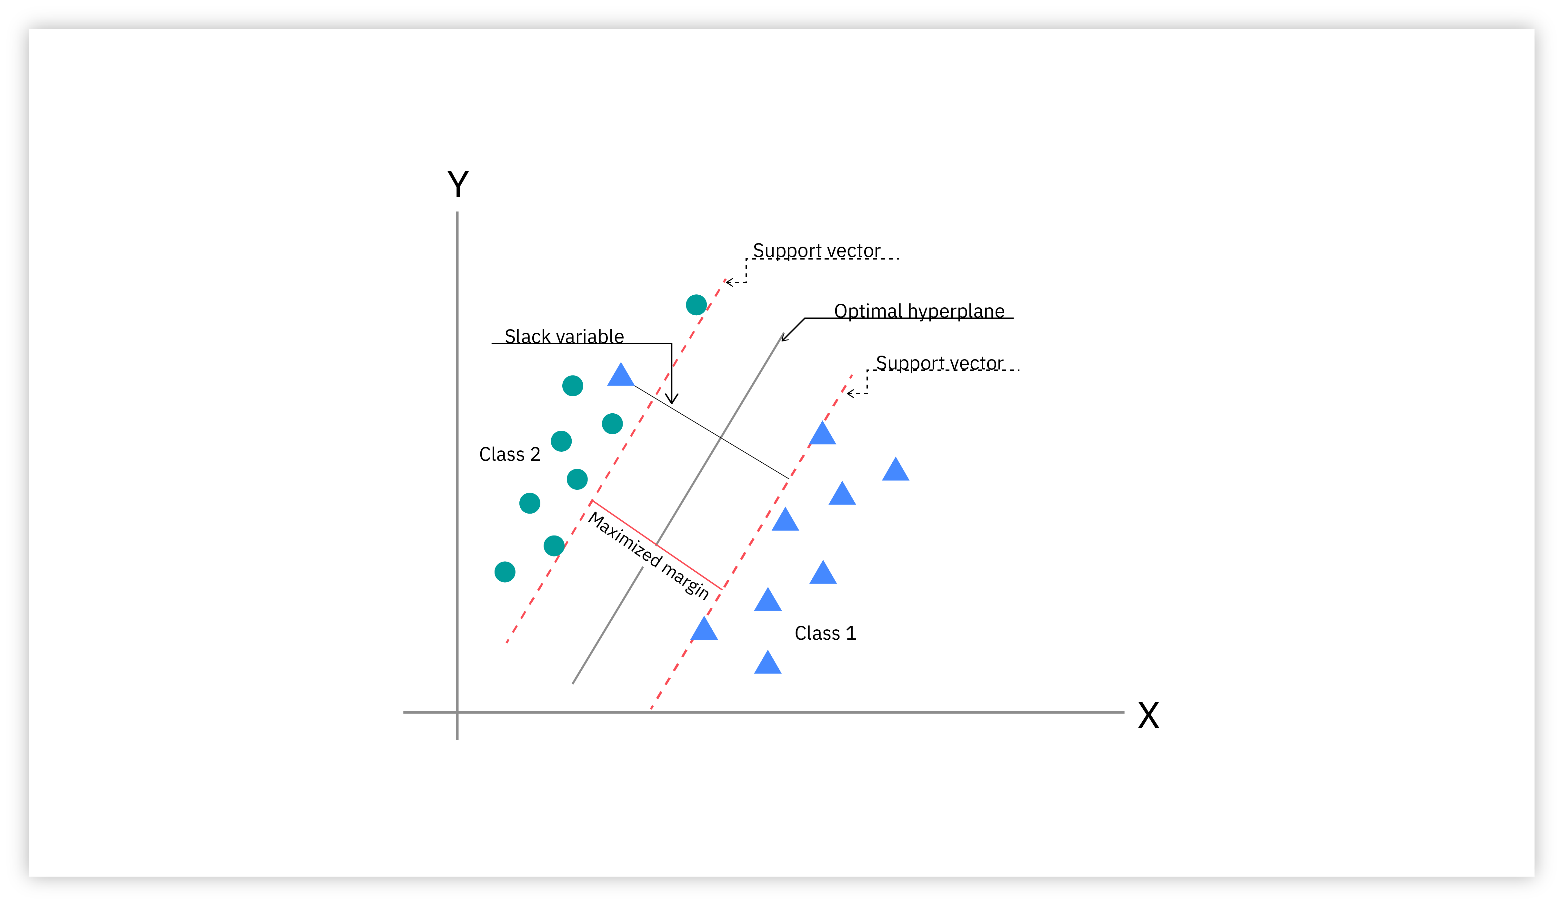 Y
Support vector
Optimal hyperplane
Slack variable
Support vector
Class 2
Maximized margin
Class 1
X